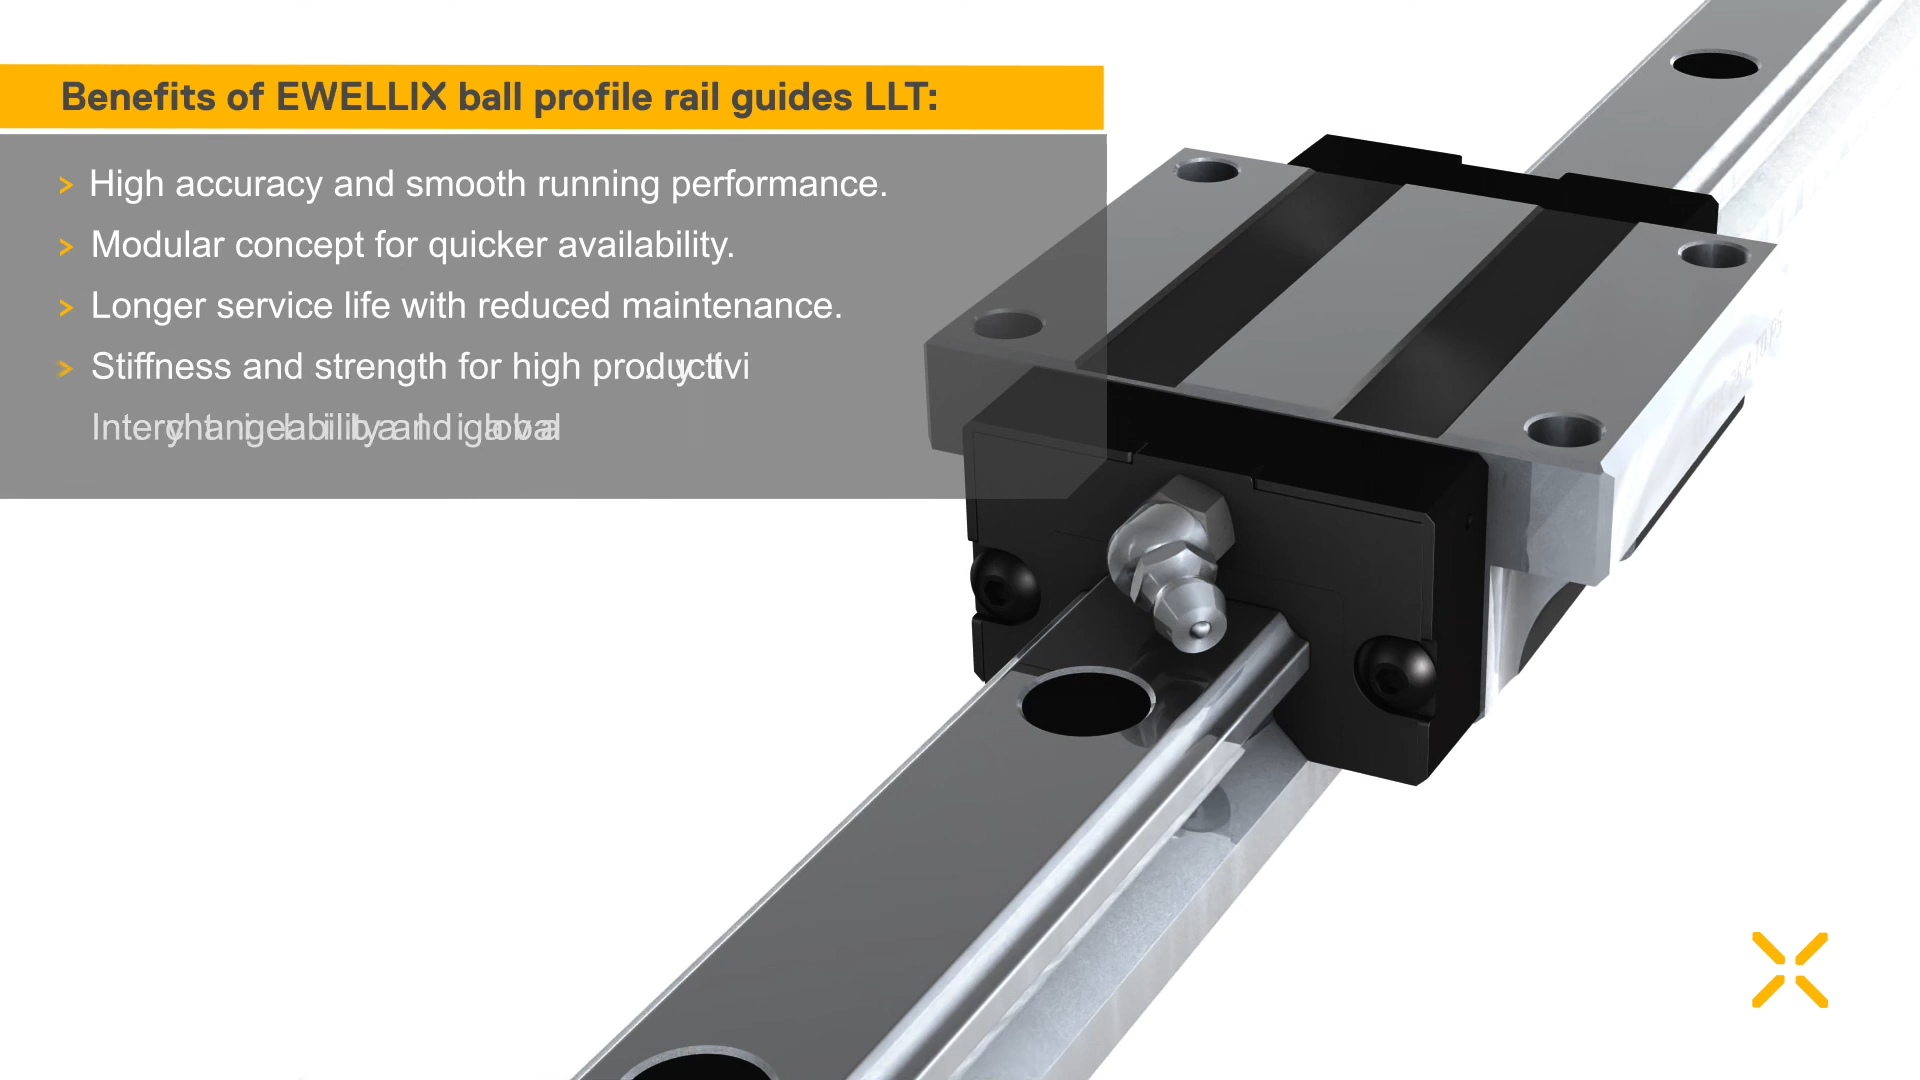 Benefits of EWELLIX ball profile rail guides LLT:
> High accuracy and smooth running performance.
> Modular concept for quicker availability.
> Longer service life with reduced maintenance.
> Stiffness and strength for high